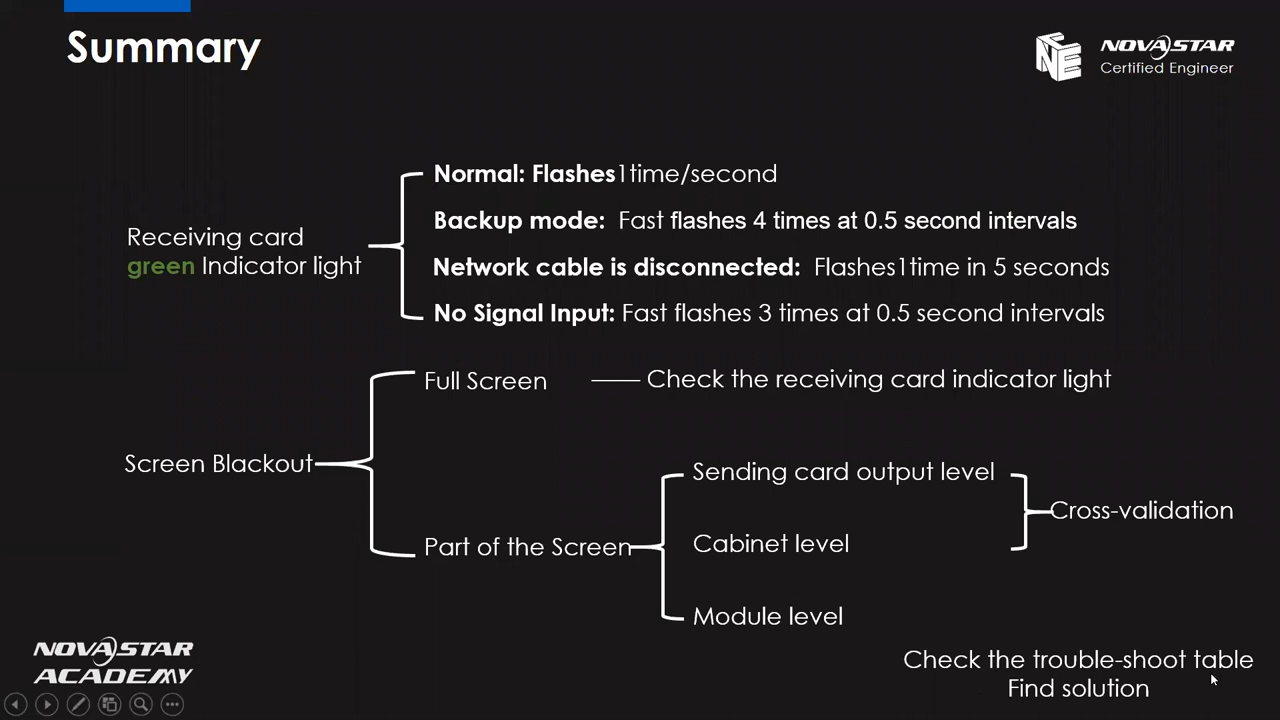 Summary
NOVASTAR
Certified Engineer
Normal: Flashes1time/second
Backup mode: Fast flashes 4 times at 0.5 second intervals
Receiving card
green Indicator light
Network cable is disconnected: Flashes1time in 5 seconds
No Signal Input: Fast flashes 3 times at 0.5 second intervals
Full Screen
Check the receiving card indicator light
Screen Blackout
Sending card output level
Cross-validation
Part of the Screen
Cabinet level
Module level
NOVASTAR
ACADEMY
Check the trouble-shoot table
Find solution